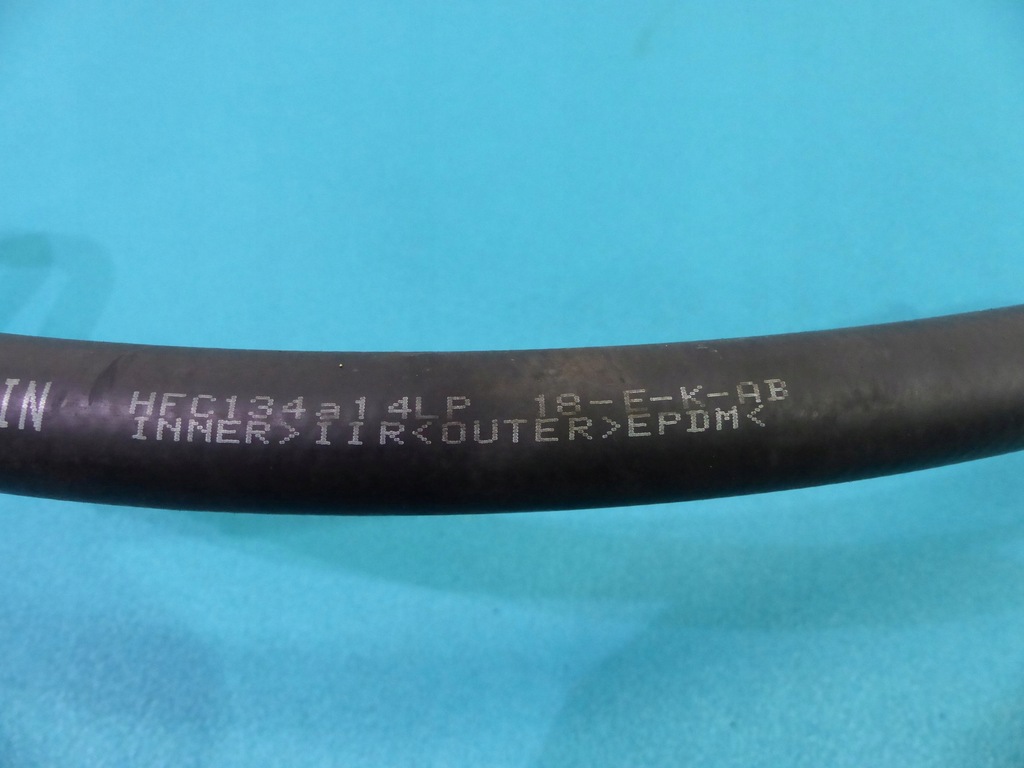 IN
HFC134a14LP 18-E-K-AB
INNER>IIR<OUTER>EPDM<